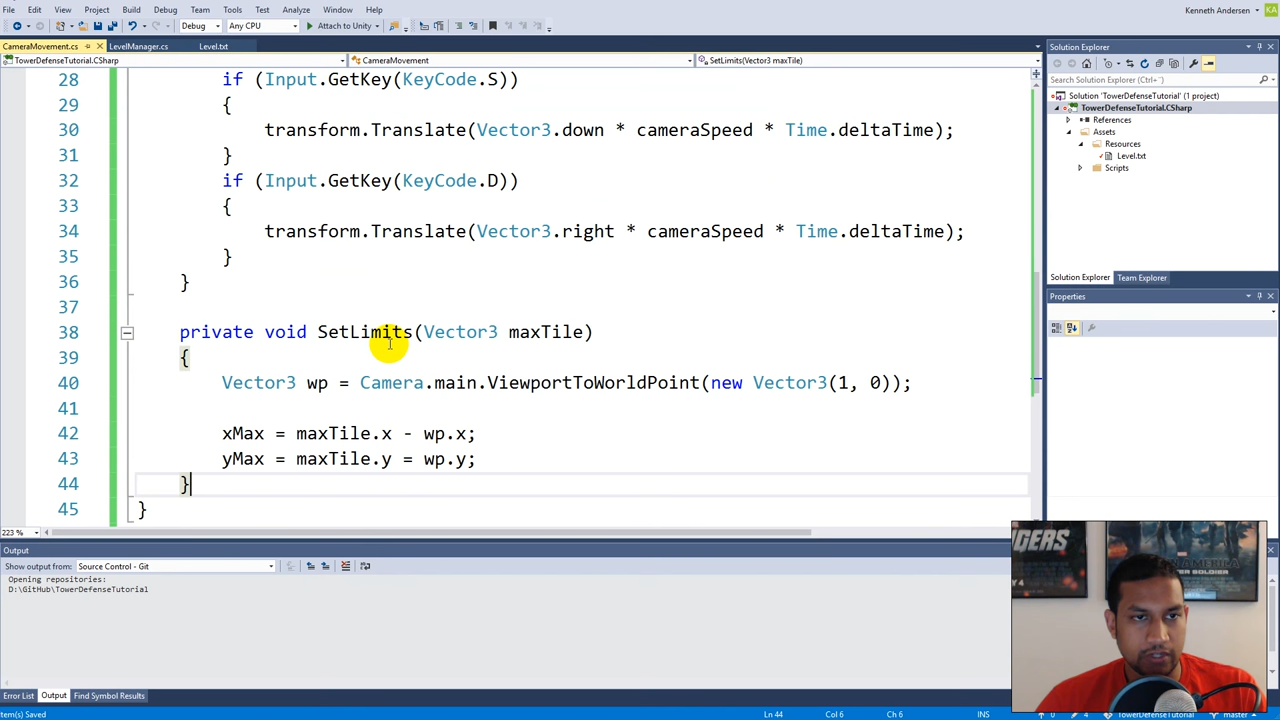 File Edit View Project Build Debug Team Tools Test Analyze Window Help
Kenneth Andersen
KA
Debug Any CPU Attach to Unity
CameraMovement.cs LevelManager.cs Level.txt
TowerDefenseTutorial.CSharp CameraMovement SetLimits(Vector3 maxTile)
28 if (Input.GetKey(KeyCode.S))
29 {
30 transform.Translate(Vector3.down * cameraSpeed * Time.deltaTime);
31 }
32 if (Input.GetKey(KeyCode.D))
33 {
34 transform.Translate(Vector3.right * cameraSpeed * Time.deltaTime);
35 }
36 }
37
38 private void SetLimits(Vector3 maxTile)
39 {
40 Vector3 wp = Camera.main.ViewportToWorldPoint(new Vector3(1, 0));
41
42 xMax = maxTile.x - wp.x;
43 yMax = maxTile.y = wp.y;
44 }
45 }
223 %
Solution Explorer
Search Solution Explorer (Ctrl+')
Solution 'TowerDefenseTutorial' (1 project)
TowerDefenseTutorial.CSharp
References
Assets
Resources
Level.txt
Scripts
Solution Explorer Team Explorer
Properties
Output
Show output from: Source Control - Git
Opening repositories:
D:\GitHub\TowerDefenseTutorial
Error List Output Find Symbol Results
tem(s) Saved Ln 44 Col 6 Ch 6 INS 0 4 TowerDefenseTutorial master